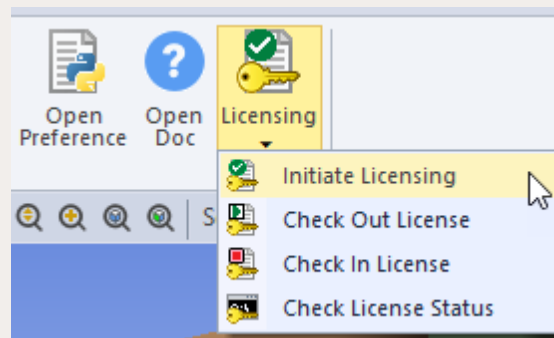 Open
Preference
Open
Doc
Licensing
Initiate Licensing
S
Check Out License
Check In License
Check License Status